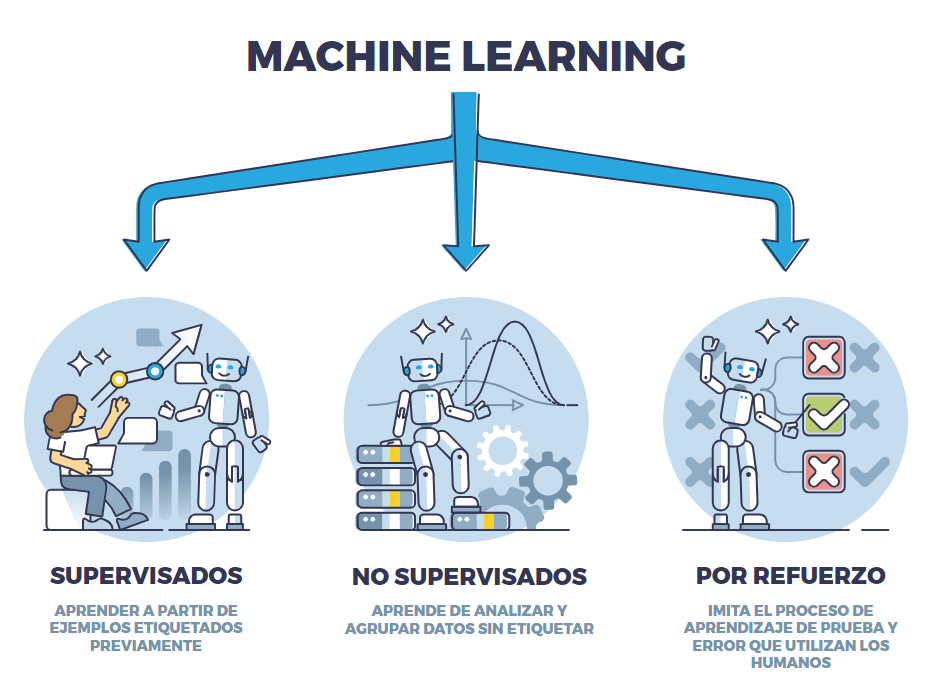 MACHINE LEARNING
SUPERVISADOS
APRENDER A PARTIR DE
EJEMPLOS ETIQUETADOS
PREVIAMENTE
NO SUPERVISADOS
APRENDE DE ANALIZAR Y
AGRUPAR DATOS SIN ETIQUETAR
POR REFUERZO
IMITA EL PROCESO DE
APRENDIZAJE DE PRUEBA Y
ERROR QUE UTILIZAN LOS
HUMANOS